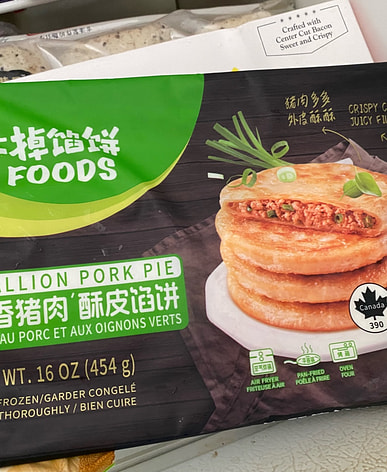 Crafted with
Center Cut Bacon
Sweet and Crispy
猪肉多多
外皮酥酥
CRISPY
JUICY
掉馅饼
FOODS
ALLION PORK PIE
香猪肉 酥皮馅饼
AU PORC ET AUX OIGNONS VERTS
WT. 16 OZ (454 g)
FROZEN/GARDER CONGELÉ
THOROUGHLY / BIEN CUIRE
Canada
390
AIR FRYER
FRITEUSE À AIR
PAN-FRIED
POÊLE À FRIRE
OVEN
FOUR